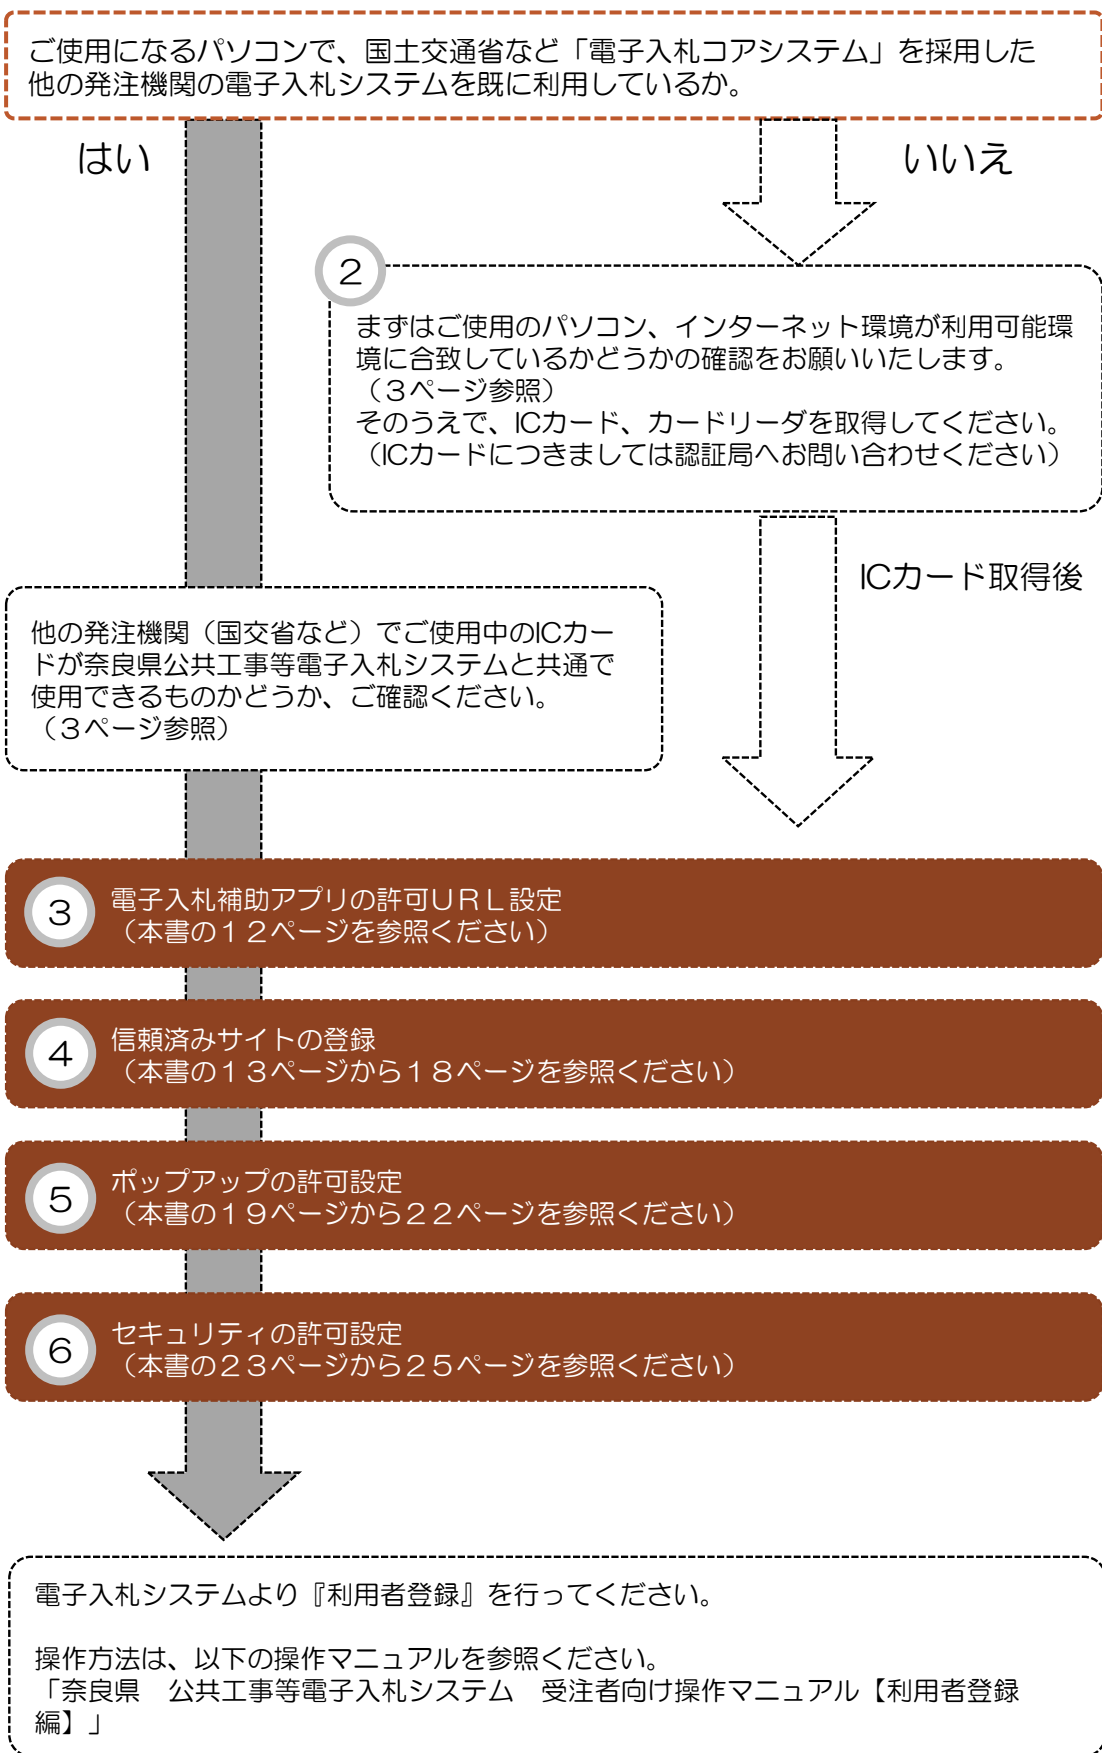 ご使用になるパソコンで、国土交通省など「電子入札コアシステム」を採用した
他の発注機関の電子入札システムを既に利用しているか。
はい
いいえ
2
まずはご使用のパソコン、インターネット環境が利用可能環
境に合致しているかどうかの確認をお願いいたします。
（３ページ参照）
そのうえで、ICカード、カードリーダを取得してください。
（ICカードにつきましては認証局へお問い合わせください）
ICカード取得後
他の発注機関（国交省など）でご使用中のICカー
ドが奈良県公共工事等電子入札システムと共通で
使用できるものかどうか、ご確認ください。
（３ページ参照）
3
電子入札補助アプリの許可ＵＲＬ設定
（本書の１２ページを参照ください）
4
信頼済みサイトの登録
（本書の１３ページから１８ページを参照ください）
5
ポップアップの許可設定
（本書の１９ページから２２ページを参照ください）
6
セキュリティの許可設定
（本書の２３ページから２５ページを参照ください）
電子入札システムより『利用者登録』を行ってください。
操作方法は、以下の操作マニュアルを参照ください。
「奈良県　公共工事等電子入札システム　受注者向け操作マニュアル【利用者登録
編】」